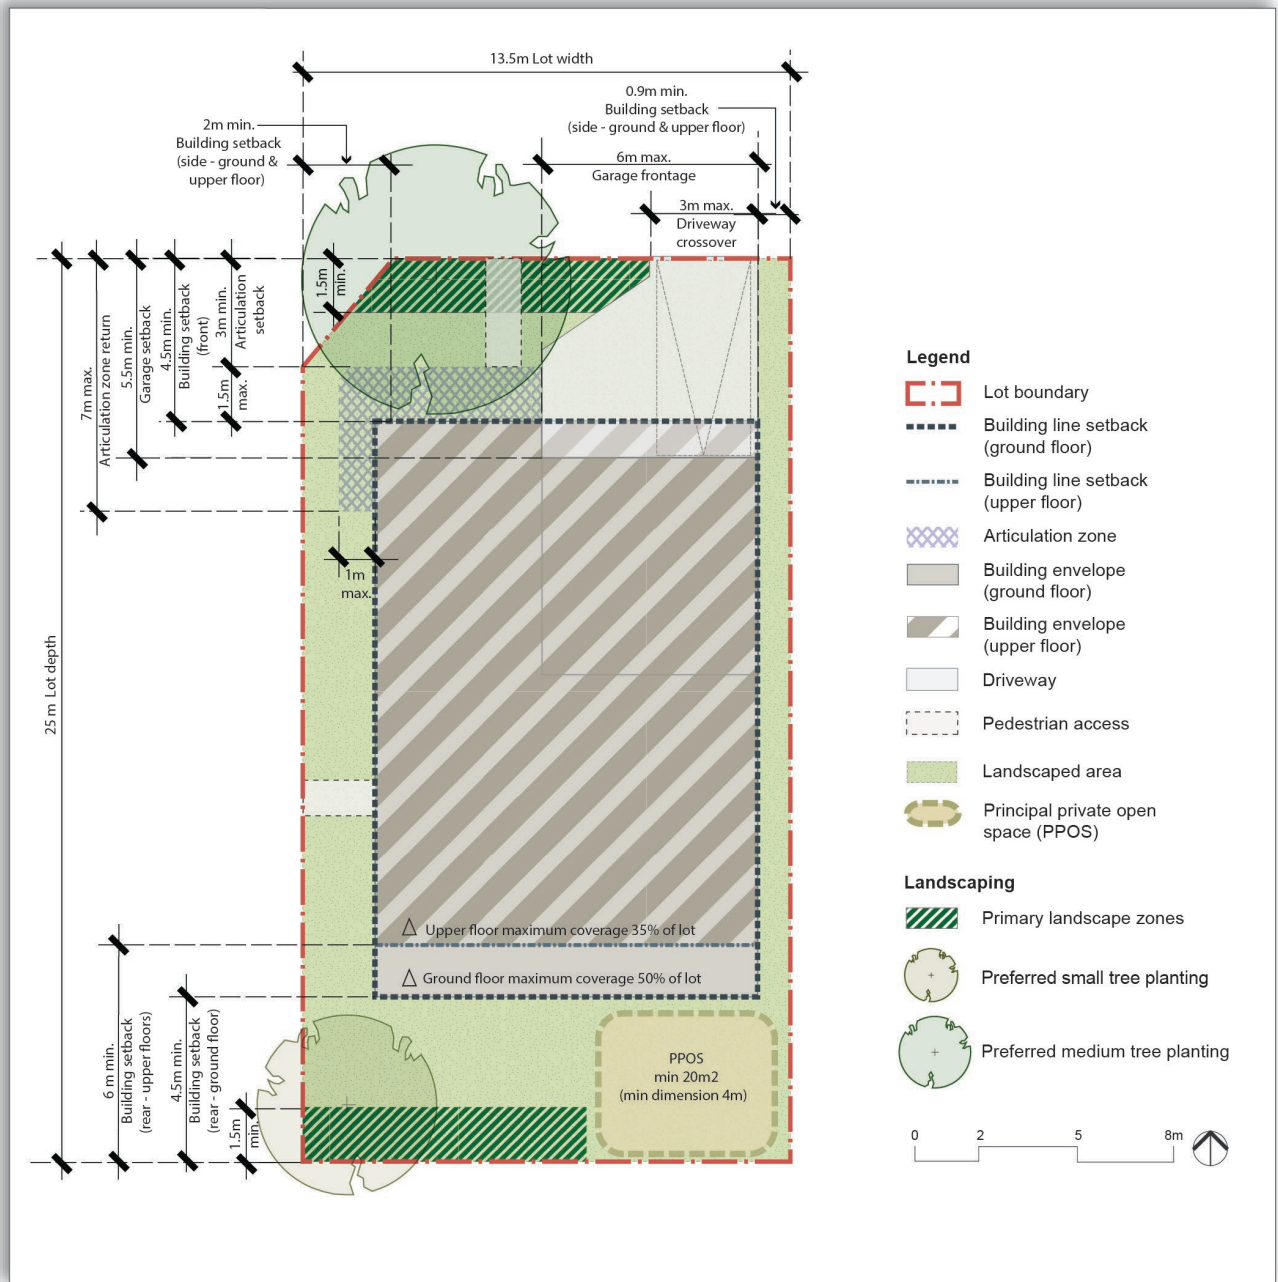 13.5m Lot width
0.9m min.
Building setback
(side - ground & upper floor)
2m min.
Building setback
(side - ground &
upper floor)
6m max.
Garage frontage
3m max.
Driveway
crossover
1.5m
min.
3m min.
Articulation
setback
1.5m
max.
4.5m min.
Building setback
(front)
5.5m min.
Garage setback
7m max.
Articulation zone return
1m
max.
25 m Lot depth
Upper floor maximum coverage 35% of lot
Ground floor maximum coverage 50% of lot
6 m min.
Building setback
(rear - upper floors)
4.5m min.
Building setback
(rear - ground floor)
1.5m
min.
PPOS
min 20m2
(min dimension 4m)
Legend
Lot boundary
Building line setback
(ground floor)
Building line setback
(upper floor)
Articulation zone
Building envelope
(ground floor)
Building envelope
(upper floor)
Driveway
Pedestrian access
Landscaped area
Principal private open
space (PPOS)
Landscaping
Primary landscape zones
Preferred small tree planting
Preferred medium tree planting
0 2 5 8m